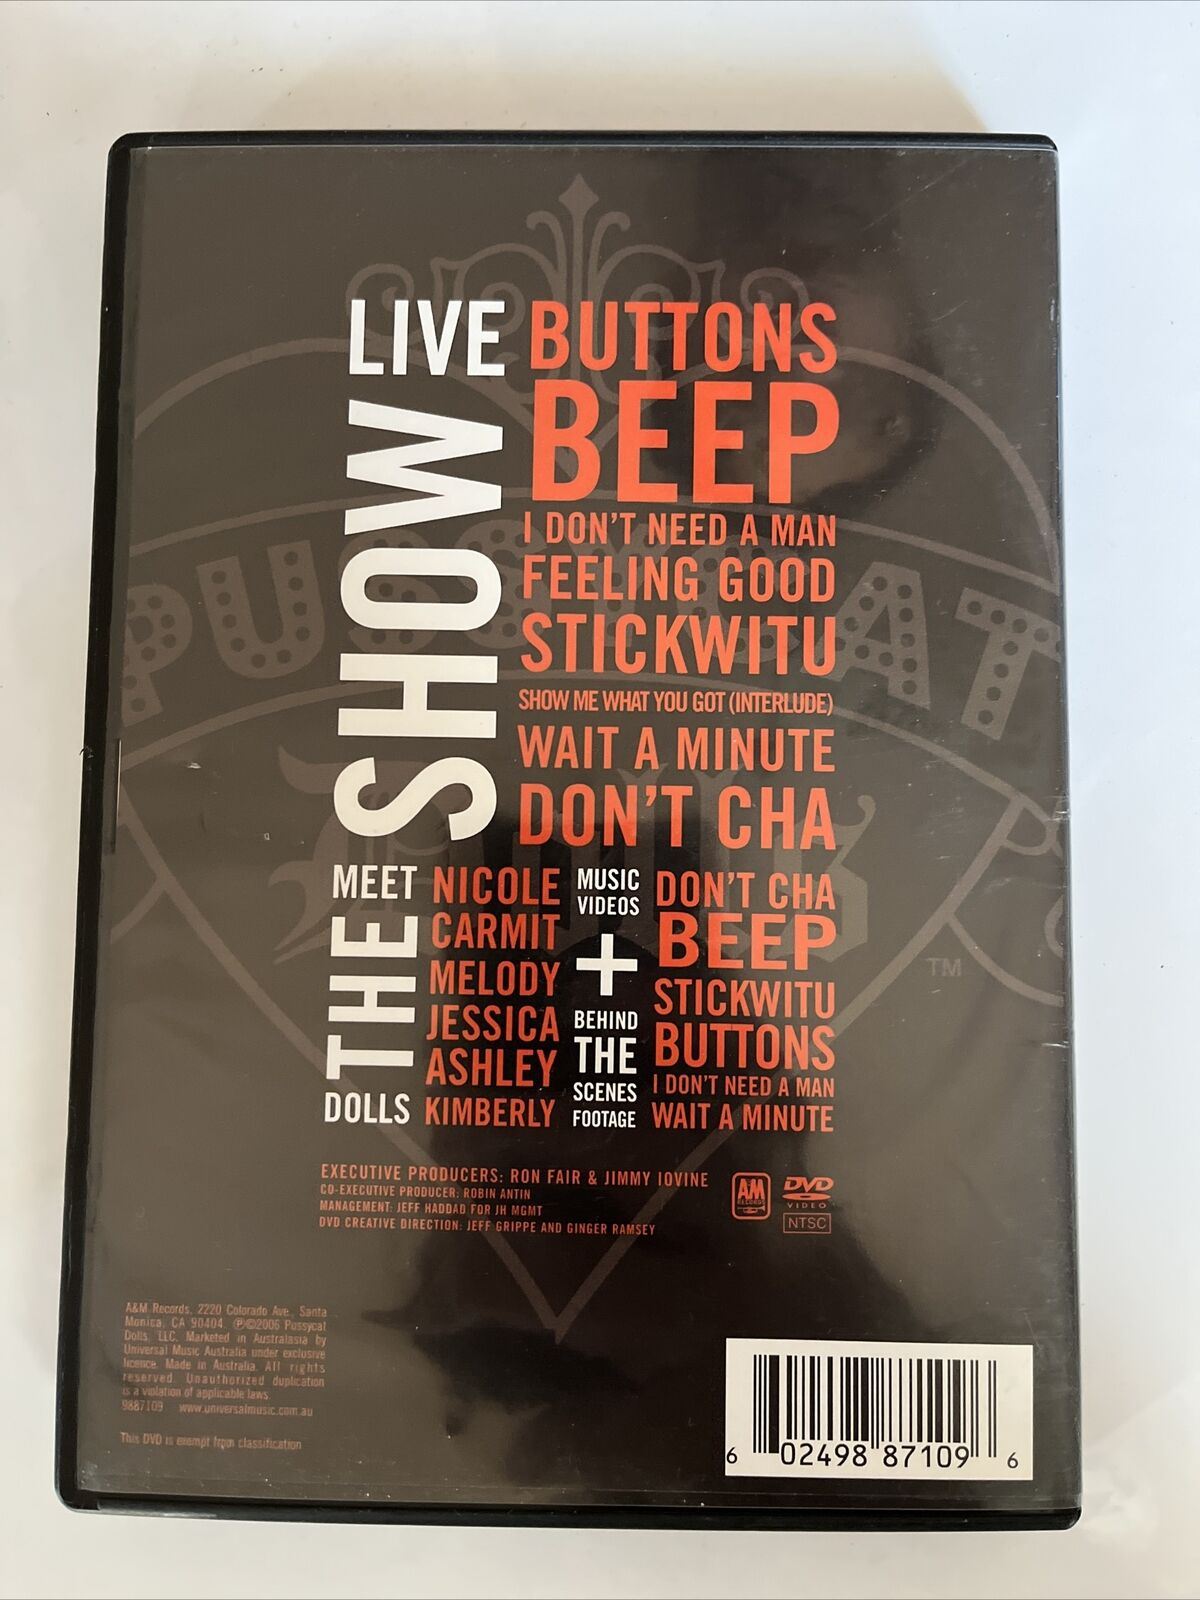 LIVE
SHOW
BUTTONS
BEEP
I DON'T NEED A MAN
FEELING GOOD
STICKWITU
SHOW ME WHAT YOU GOT (INTERLUDE)
WAIT A MINUTE
DON'T CHA
MEET
THE
DOLLS
NICOLE
CARMIT
MELODY
JESSICA
ASHLEY
KIMBERLY
MUSIC
VIDEOS
+
BEHIND
THE
SCENES
FOOTAGE
DON'T CHA
BEEP
STICKWITU
BUTTONS
I DON'T NEED A MAN
WAIT A MINUTE
PUSSYCAT
Dolls
TM
EXECUTIVE PRODUCERS: RON FAIR & JIMMY IOVINE
CO-EXECUTIVE PRODUCER: ROBIN ANTIN
MANAGEMENT: JEFF HADDAD FOR JH MGMT
DVD CREATIVE DIRECTION: JEFF GRIPPE AND GINGER RAMSEY
A&M
RECORDS
DVD
VIDEO
NTSC
A&M Records, 2220 Colorado Ave., Santa
Monica, CA 90404. ℗©2006 Pussycat
Dolls, LLC. Marketed in Australasia by
Universal Music Australia under exclusive
licence. Made in Australia. All rights
reserved. Unauthorized duplication
is a violation of applicable laws.
9887109 www.universalmusic.com.au
This DVD is exempt from classification
6 02498 87109 6